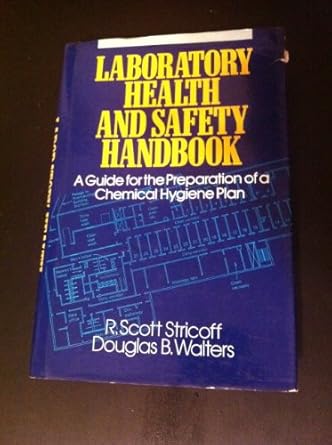 LABORATORY
HEALTH
AND SAFETY
HANDBOOK
A Guide for the Preparation of a
Chemical Hygiene Plan
R. Scott Stricoff
Douglas B. Walters